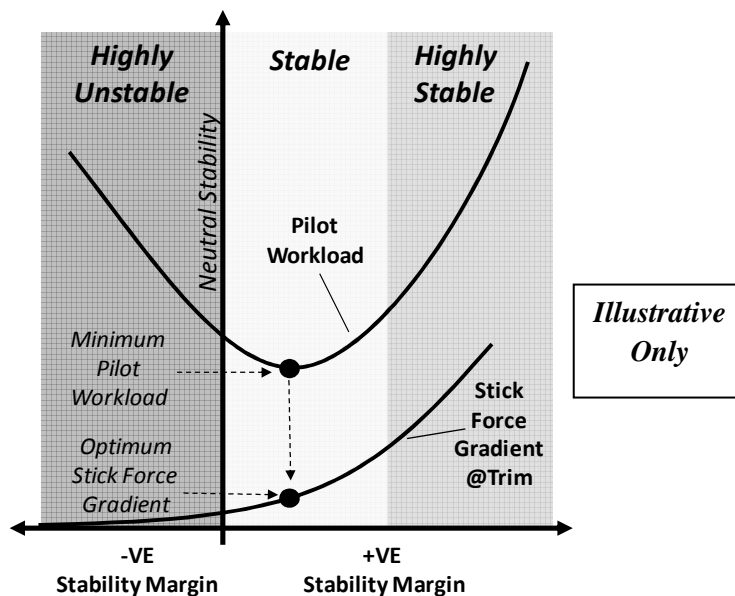 Highly
Unstable
Stable
Highly
Stable
Neutral Stability
Pilot
Workload
Illustrative
Only
Minimum
Pilot
Workload
Stick
Force
Gradient
@Trim
Optimum
Stick Force
Gradient
-VE
Stability Margin
+VE
Stability Margin